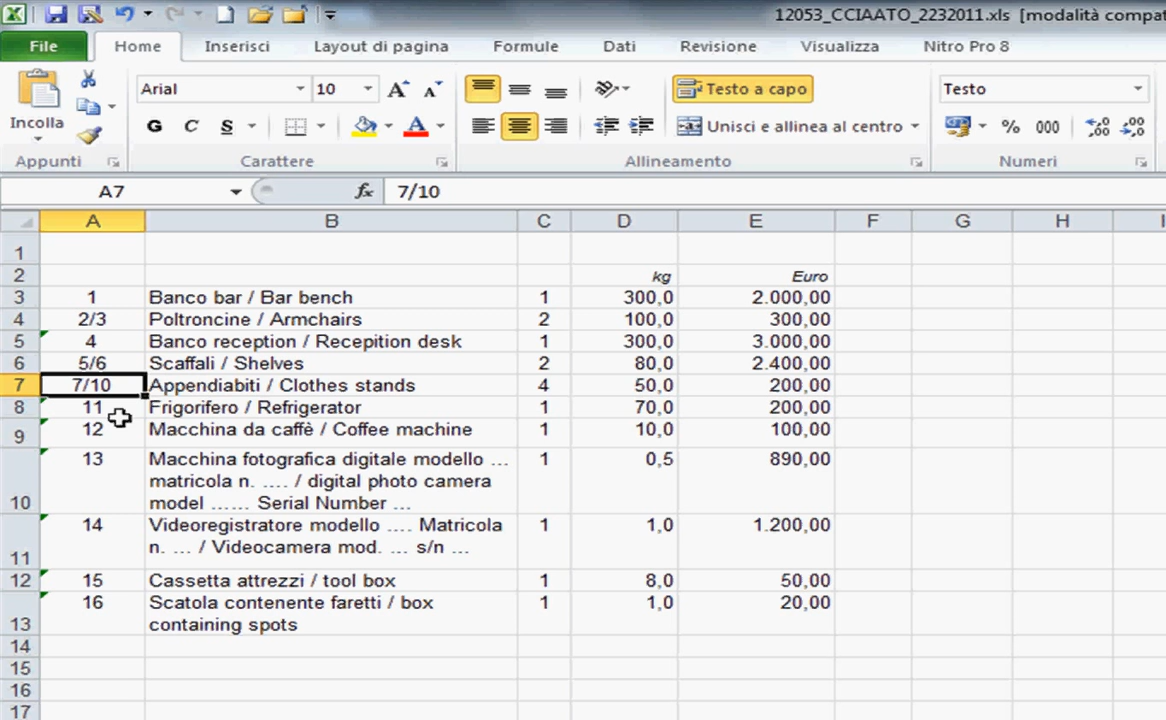 12053_CCIAATO_2232011.xls [modalità compat
File Home Inserisci Layout di pagina Formule Dati Revisione Visualizza Nitro Pro 8
Arial 10 Testo a capo Testo
Incolla G C S Unisci e allinea al centro % 000
Appunti Carattere Allineamento Numeri
A7 fx 7/10
A B C D E F G H I
1
2 kg Euro
3 1 Banco bar / Bar bench 1 300,0 2.000,00
4 2/3 Poltroncine / Armchairs 2 100,0 300,00
5 4 Banco reception / Recepition desk 1 300,0 3.000,00
6 5/6 Scaffali / Shelves 2 80,0 2.400,00
7 7/10 Appendiabiti / Clothes stands 4 50,0 200,00
8 11 Frigorifero / Refrigerator 1 70,0 200,00
9 12 Macchina da caffè / Coffee machine 1 10,0 100,00
13 Macchina fotografica digitale modello ... 1 0,5 890,00
matricola n. .... / digital photo camera
10 model ...... Serial Number ...
14 Videoregistratore modello .... Matricola 1 1,0 1.200,00
11 n. ... / Videocamera mod. ... s/n ...
12 15 Cassetta attrezzi / tool box 1 8,0 50,00
16 Scatola contenente faretti / box 1 1,0 20,00
13 containing spots
14
15
16
17